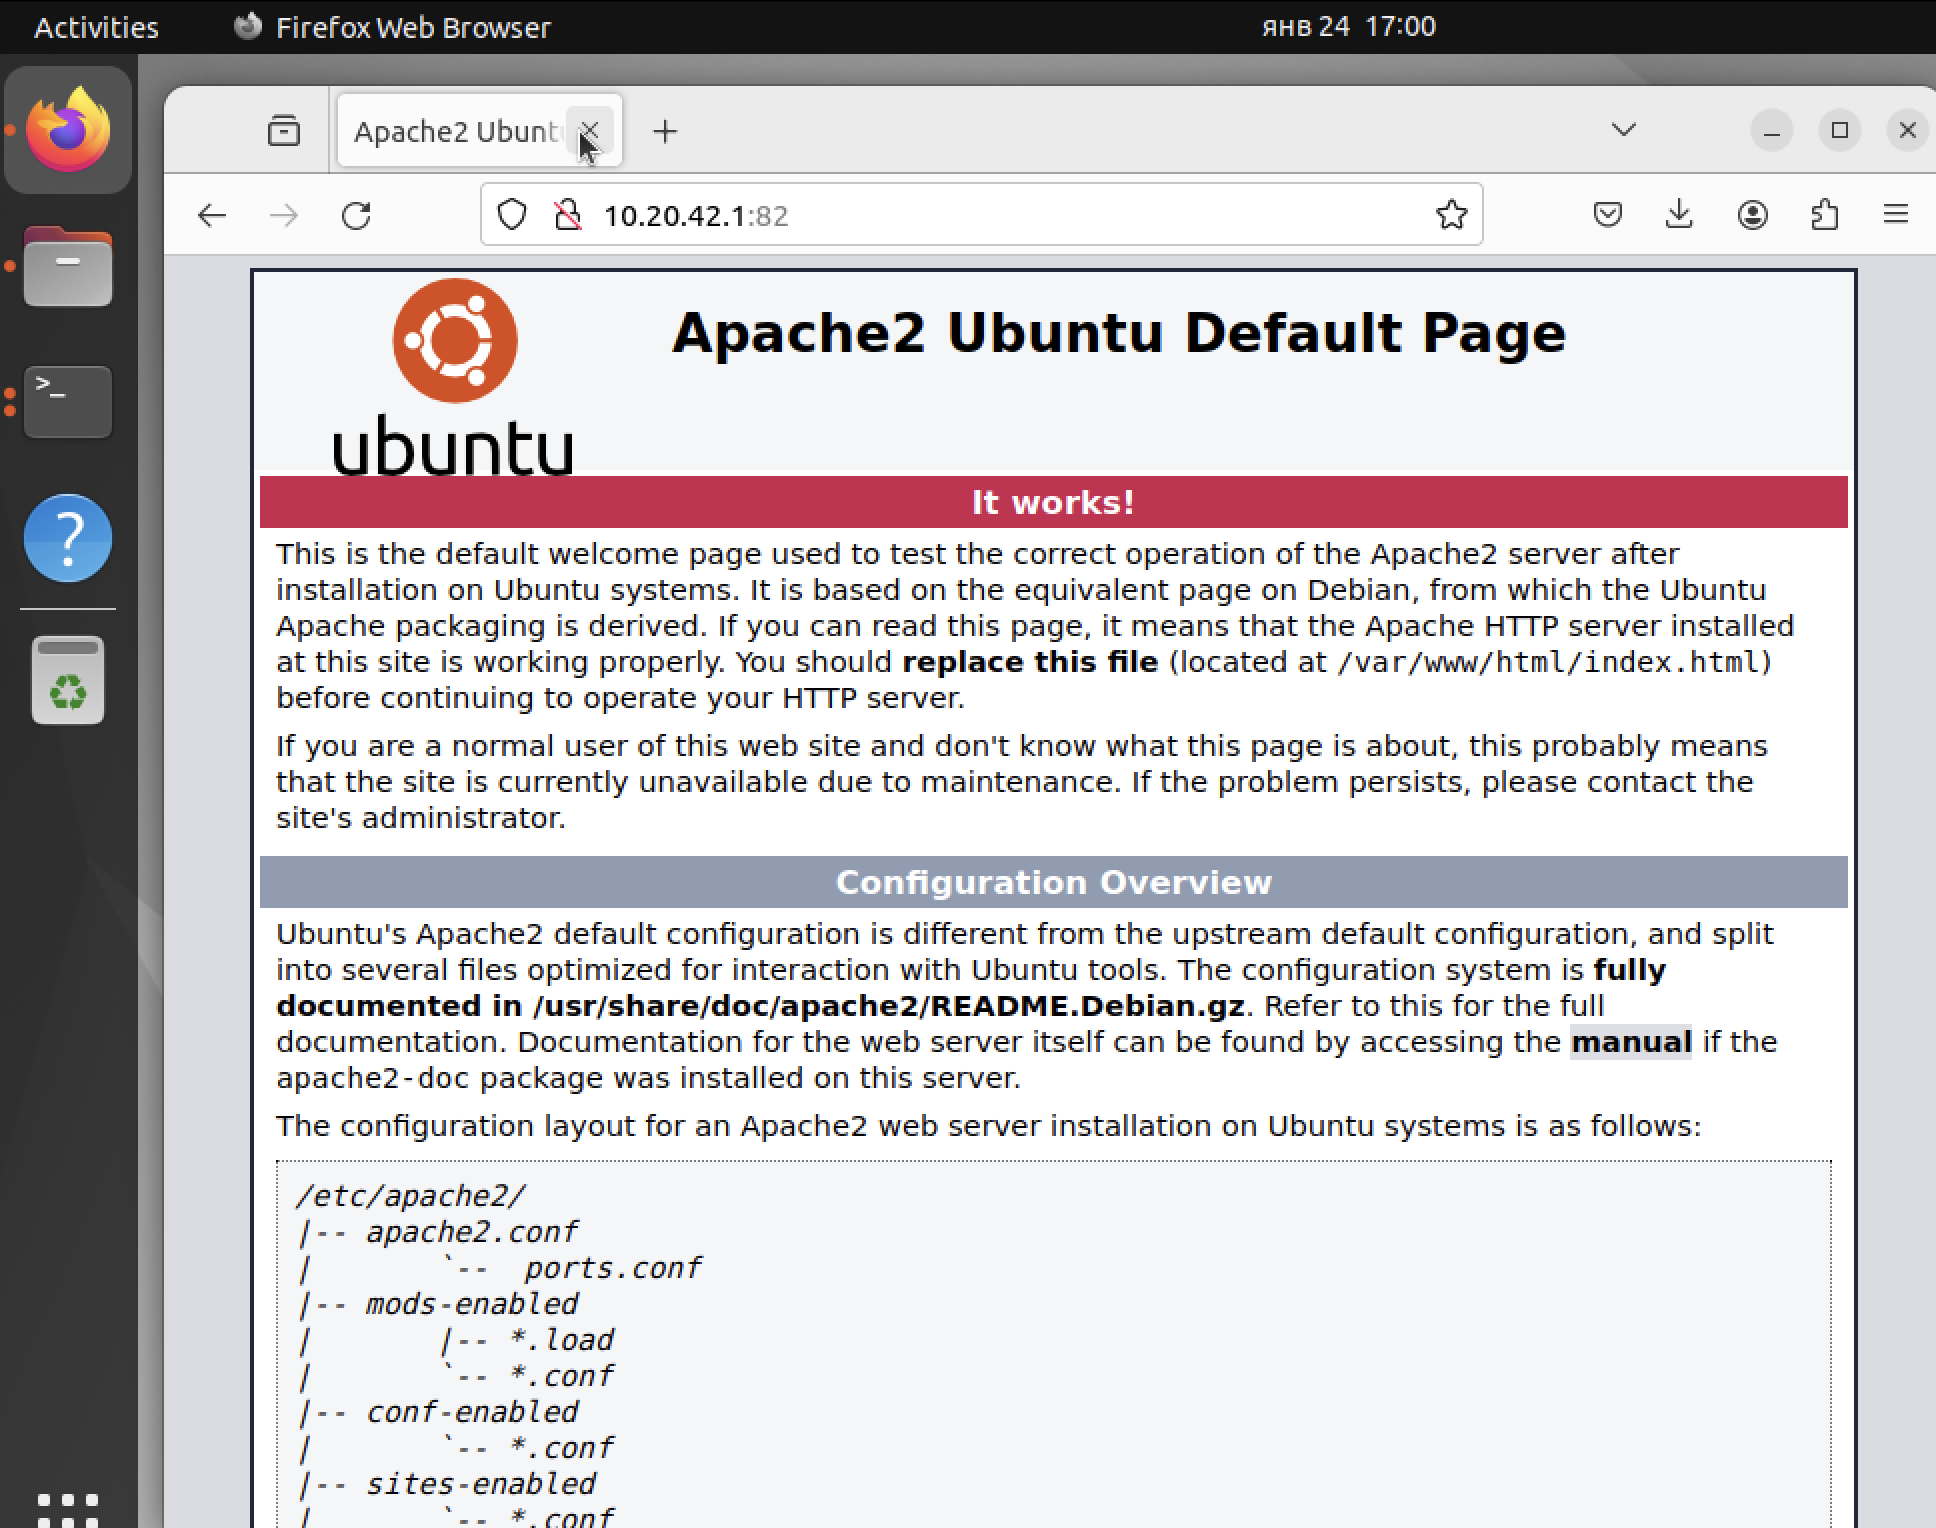 Activities
Firefox Web Browser
янв 24 17:00
Apache2 Ubunt
10.20.42.1:82
ubuntu
Apache2 Ubuntu Default Page
It works!
This is the default welcome page used to test the correct operation of the Apache2 server after
installation on Ubuntu systems. It is based on the equivalent page on Debian, from which the Ubuntu
Apache packaging is derived. If you can read this page, it means that the Apache HTTP server installed
at this site is working properly. You should replace this file (located at /var/www/html/index.html)
before continuing to operate your HTTP server.
If you are a normal user of this web site and don't know what this page is about, this probably means
that the site is currently unavailable due to maintenance. If the problem persists, please contact the
site's administrator.
Configuration Overview
Ubuntu's Apache2 default configuration is different from the upstream default configuration, and split
into several files optimized for interaction with Ubuntu tools. The configuration system is fully
documented in /usr/share/doc/apache2/README.Debian.gz. Refer to this for the full
documentation. Documentation for the web server itself can be found by accessing the manual if the
apache2-doc package was installed on this server.
The configuration layout for an Apache2 web server installation on Ubuntu systems is as follows:
/etc/apache2/
|-- apache2.conf
|       `--  ports.conf
|-- mods-enabled
|       |-- *.load
|       `-- *.conf
|-- conf-enabled
|       `-- *.conf
|-- sites-enabled
|       `-- *.conf